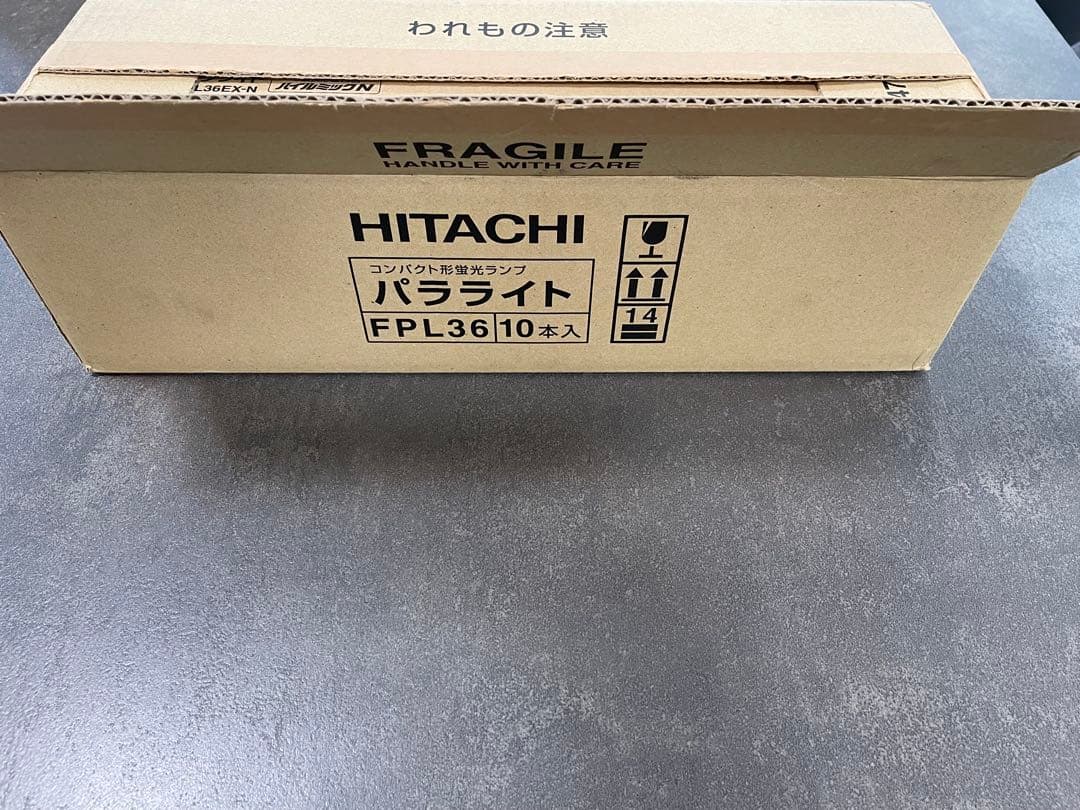 われもの注意
L36EX-N ハイルミックN
47
FRAGILE
HANDLE WITH CARE
HITACHI
コンパクト形蛍光ランプ
パラライト
FPL36 10本入
14